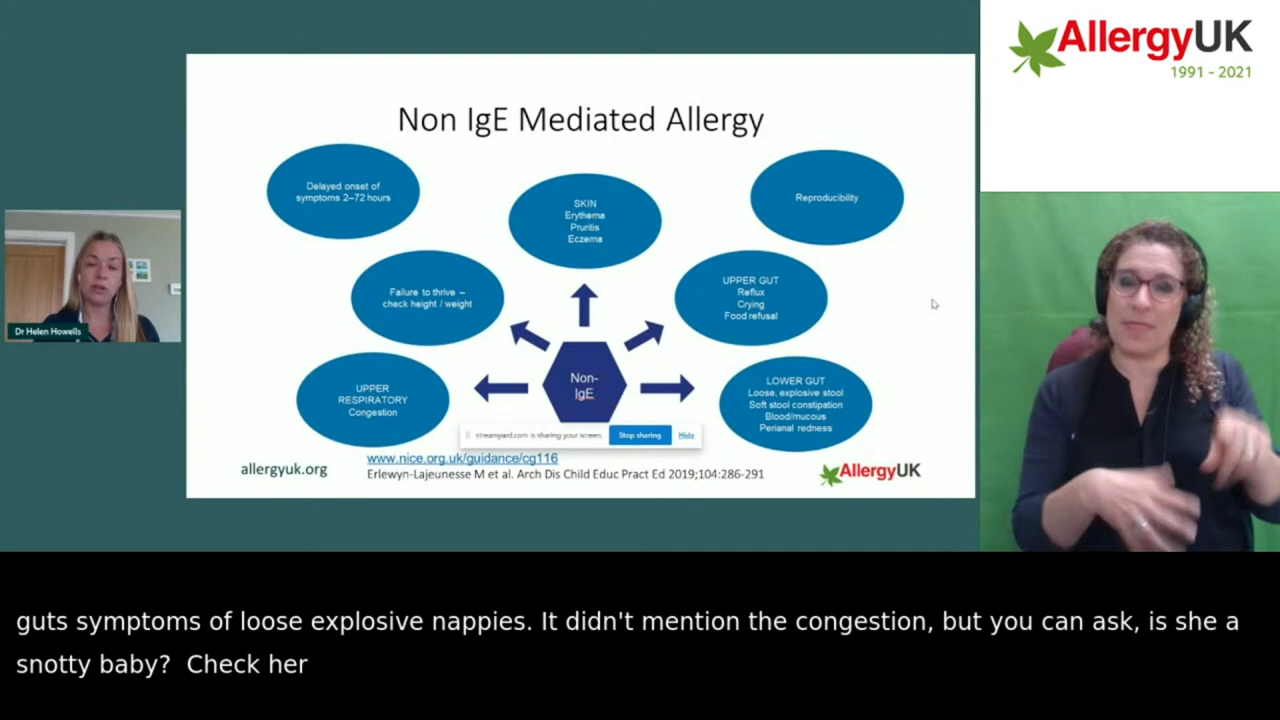 AllergyUK
1991 - 2021
Non IgE Mediated Allergy
Delayed onset of
symptoms 2–72 hours
SKIN
Erythema
Pruritis
Eczema
Reproducibility
Failure to thrive –
check height / weight
UPPER GUT
Reflux
Crying
Food refusal
UPPER
RESPIRATORY
Congestion
Non-
IgE
LOWER GUT
Loose, explosive stool
Soft stool constipation
Blood/mucous
Perianal redness
Dr Helen Howells
streamyard.com is sharing your screen.
Stop sharing
Hide
www.nice.org.uk/guidance/cg116
allergyuk.org
Erlewyn-Lajeunesse M et al. Arch Dis Child Educ Pract Ed 2019;104:286-291
AllergyUK
guts symptoms of loose explosive nappies. It didn't mention the congestion, but you can ask, is she a
snotty baby?  Check her